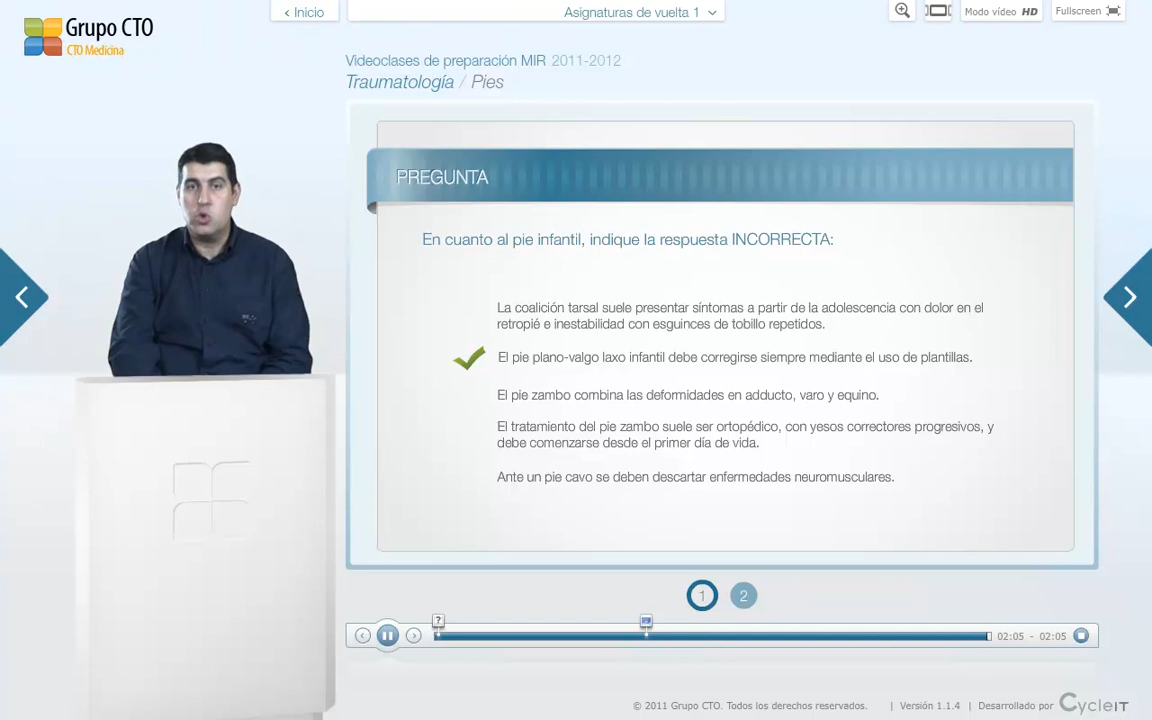 Grupo CTO
CTO Medicina
‹ Inicio
Asignaturas de vuelta 1
Modo vídeo HD
Fullscreen
Videoclases de preparación MIR 2011-2012
Traumatología / Pies
PREGUNTA
En cuanto al pie infantil, indique la respuesta INCORRECTA:
La coalición tarsal suele presentar síntomas a partir de la adolescencia con dolor en el
retropié e inestabilidad con esguinces de tobillo repetidos.
El pie plano-valgo laxo infantil debe corregirse siempre mediante el uso de plantillas.
El pie zambo combina las deformidades en adducto, varo y equino.
El tratamiento del pie zambo suele ser ortopédico, con yesos correctores progresivos, y
debe comenzarse desde el primer día de vida.
Ante un pie cavo se deben descartar enfermedades neuromusculares.
1 2
?
02:05 - 02:05
© 2011 Grupo CTO. Todos los derechos reservados. | Versión 1.1.4 | Desarrollado por CycleIT